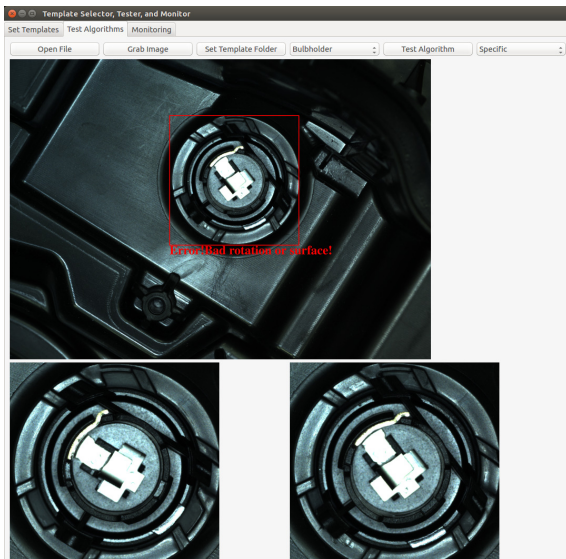 Template Selector, Tester, and Monitor
Set Templates Test Algorithms Monitoring
Open File Grab Image Set Template Folder Bulbholder Test Algorithm Specific
Error!Bad rotation or surface!